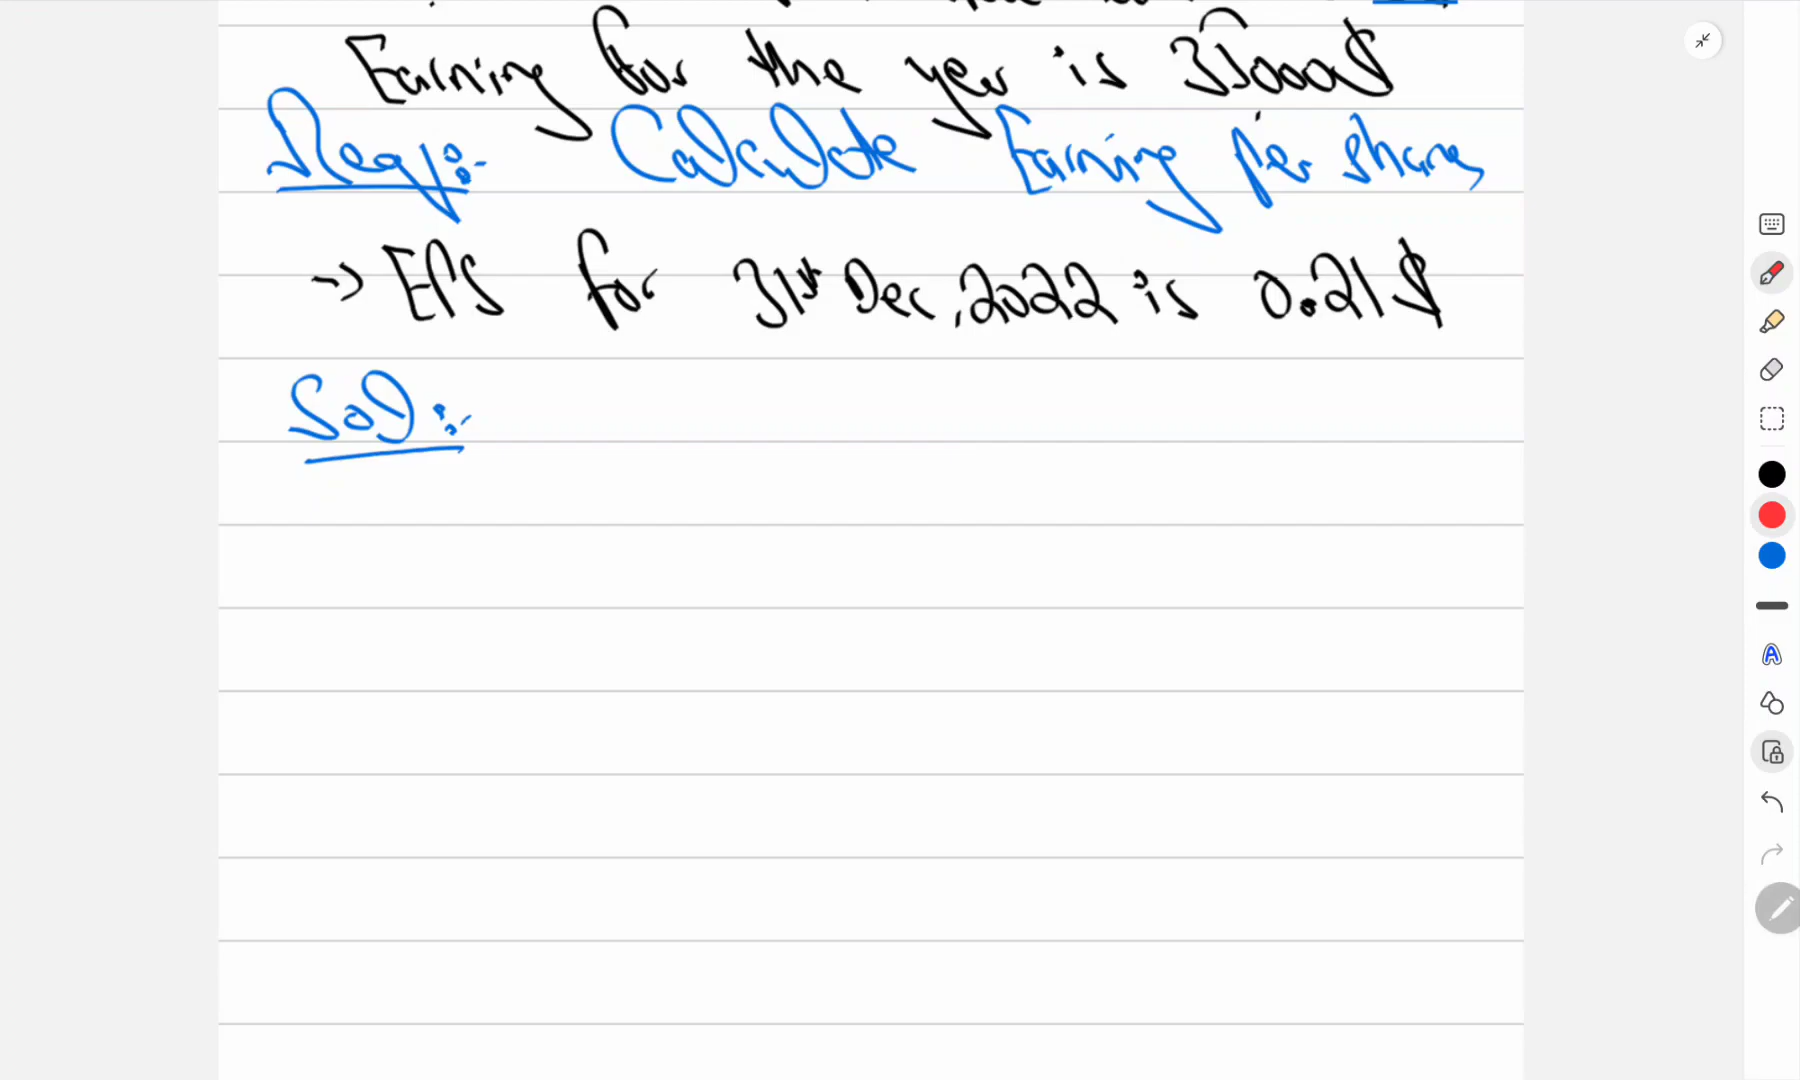 Earning for the year is 35000$
Req:- Calculate Earning per share,
→ EPS for 31st Dec, 2022 is 0.21$
Sol:-